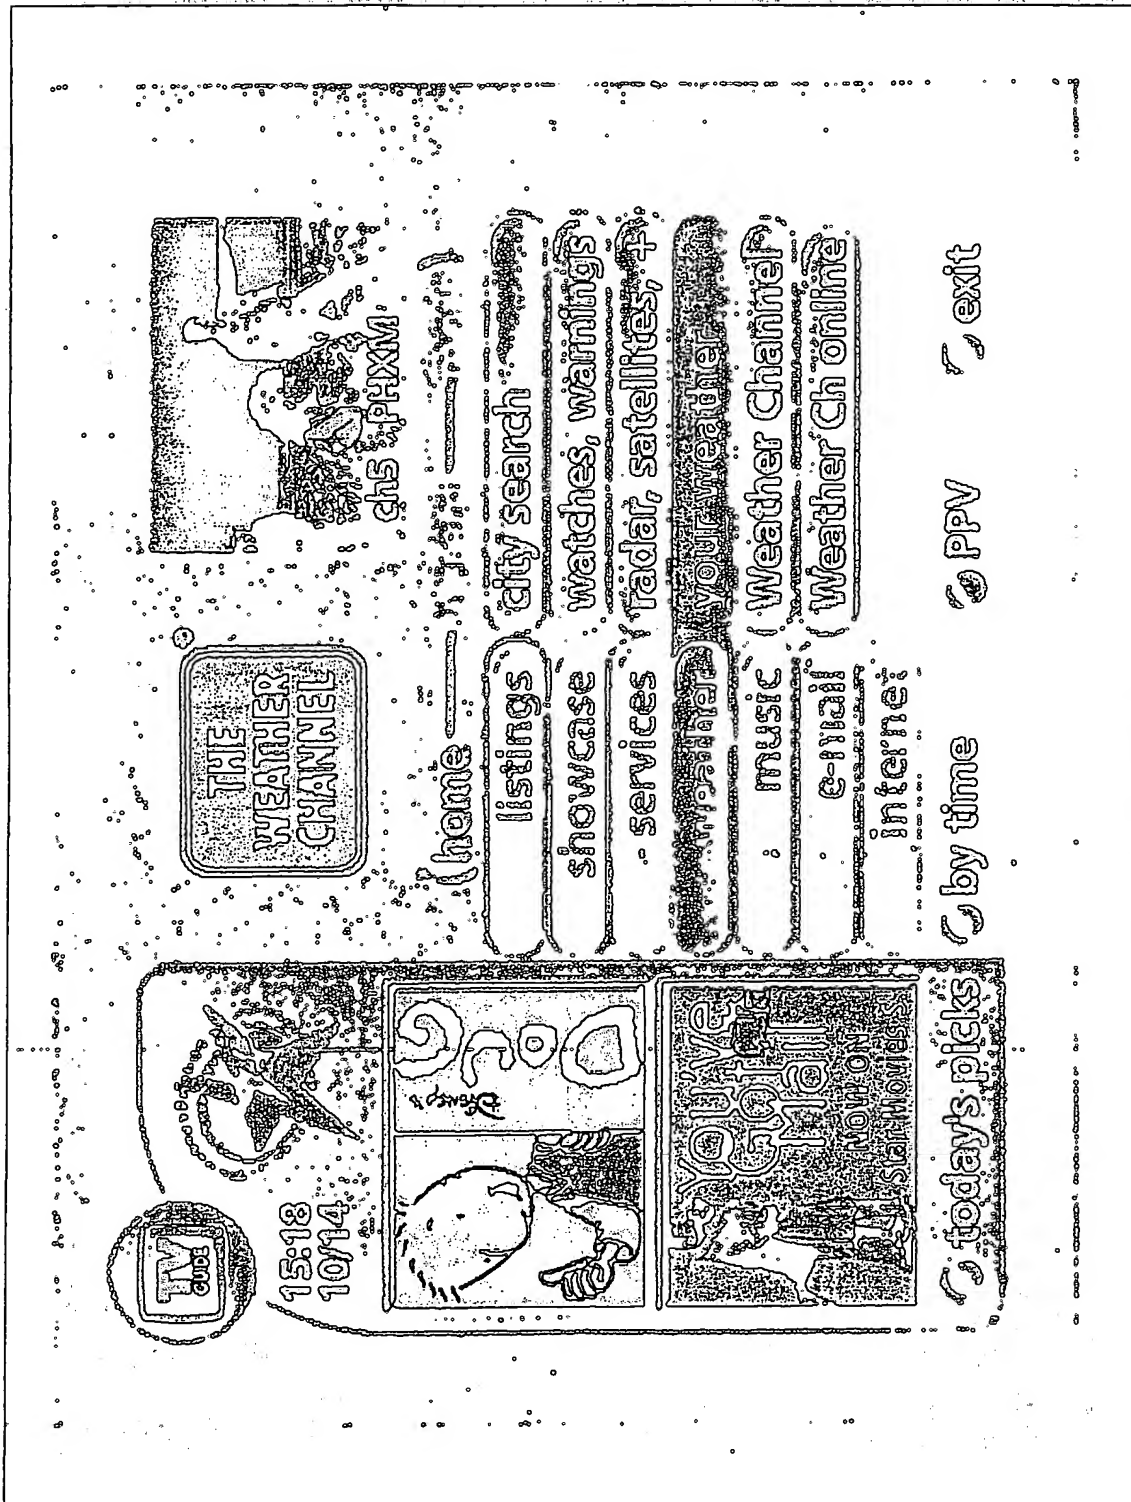 TV
GUIDE
15:18
10/14
Disney's
Doug
YOU'VE
GOT
Mail
NOW ON
Star MOVIES
THE
WEATHER
CHANNEL
ch5 PHXM
home
listings
showcase
services
weather
music
e-mail
internet
city search
watches, warnings
radar, satellites, +
your weather
Weather Channel
Weather Ch online
today's picks
by time
PPV
exit